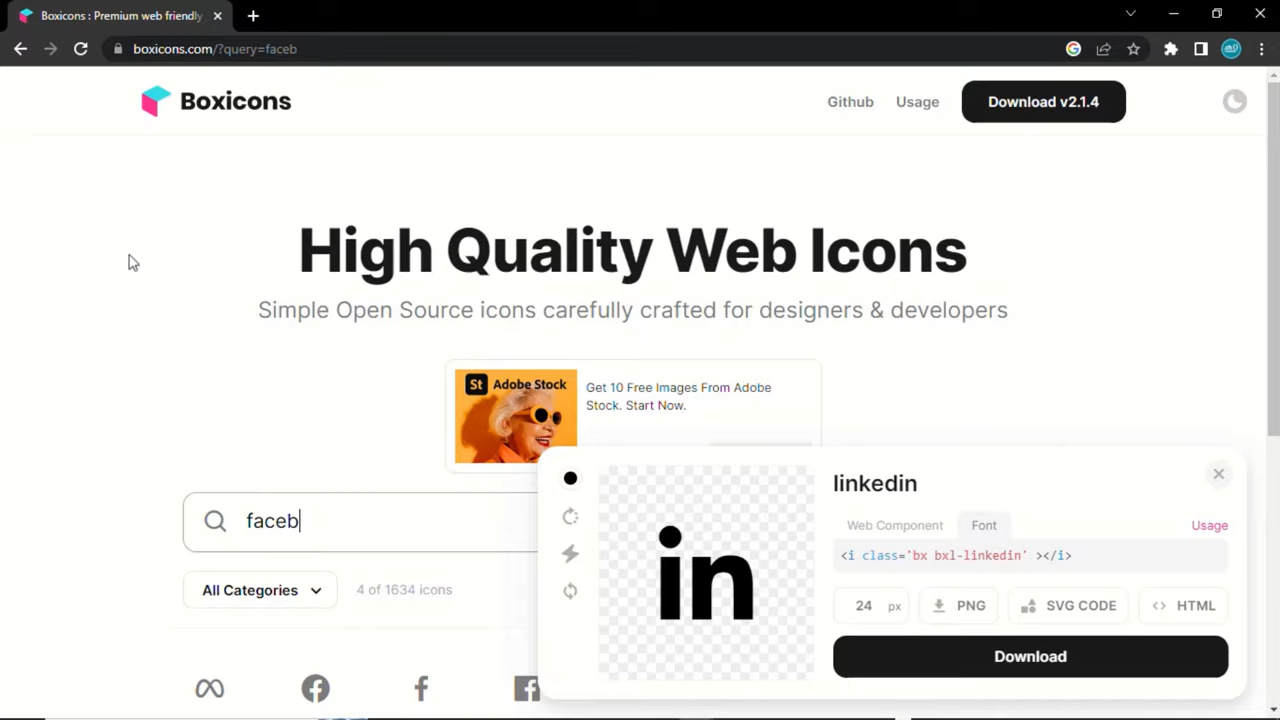 Boxicons : Premium web friendly
boxicons.com/?query=faceb
Boxicons
Github
Usage
Download v2.1.4
High Quality Web Icons
Simple Open Source icons carefully crafted for designers & developers
St Adobe Stock
Get 10 Free Images From Adobe
Stock. Start Now.
faceb
All Categories
4 of 1634 icons
in
linkedin
Web Component
Font
Usage
<i class='bx bxl-linkedin' ></i>
24 px
PNG
SVG CODE
<> HTML
Download